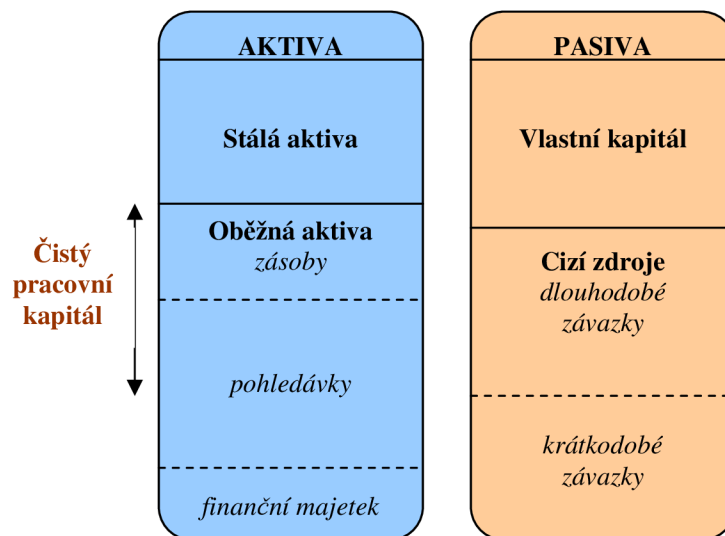 AKTIVA
Stálá aktiva
Oběžná aktiva
zásoby
pohledávky
finanční majetek
Čistý
pracovní
kapitál
PASIVA
Vlastní kapitál
Cizí zdroje
dlouhodobé
závazky
krátkodobé
závazky